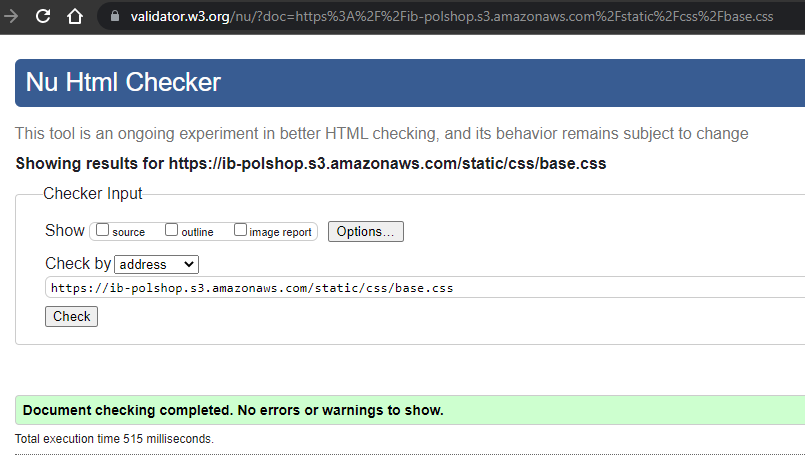 validator.w3.org/nu/?doc=https%3A%2F%2Fib-polshop.s3.amazonaws.com%2Fstatic%2Fcss%2Fbase.css
Nu Html Checker
This tool is an ongoing experiment in better HTML checking, and its behavior remains subject to change
Showing results for https://ib-polshop.s3.amazonaws.com/static/css/base.css
Checker Input
Show source outline image report Options...
Check by address
https://ib-polshop.s3.amazonaws.com/static/css/base.css
Check
Document checking completed. No errors or warnings to show.
Total execution time 515 milliseconds.